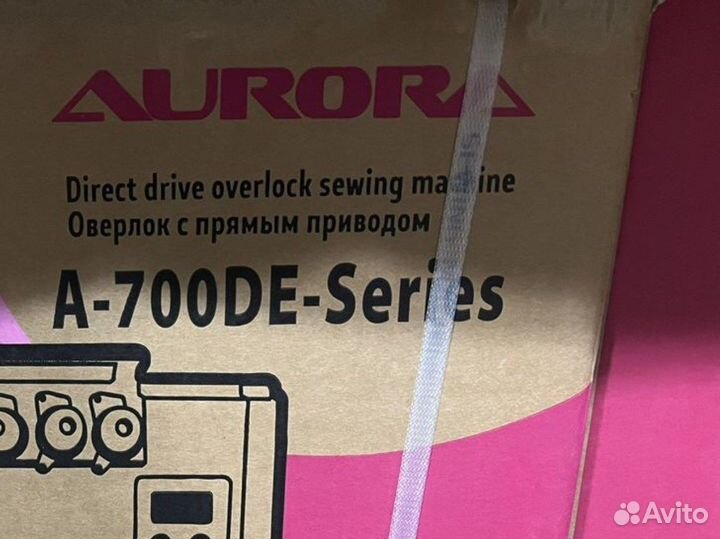 AURORA
Direct drive overlock sewing machine
Оверлок с прямым приводом
A-700DE-Series
Avito